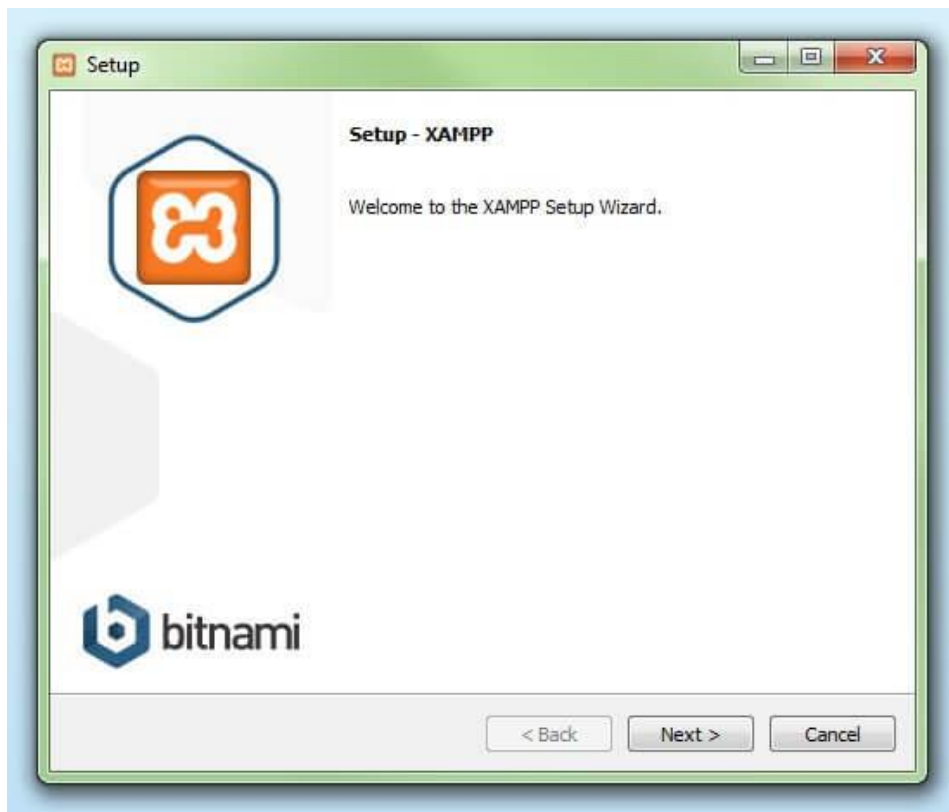 Setup
Setup - XAMPP
Welcome to the XAMPP Setup Wizard.
bitnami
< Back Next > Cancel